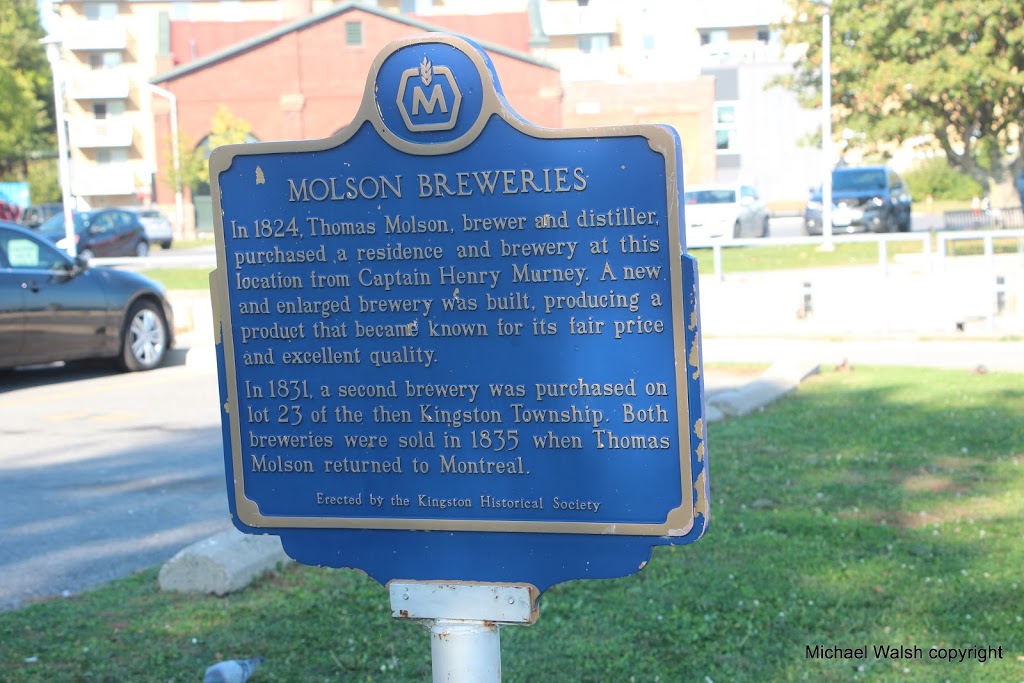 M
MOLSON BREWERIES
In 1824, Thomas Molson, brewer and distiller,
purchased a residence and brewery at this
location from Captain Henry Murney. A new
and enlarged brewery was built, producing a
product that became known for its fair price
and excellent quality.
In 1831, a second brewery was purchased on
lot 23 of the then Kingston Township. Both
breweries were sold in 1835 when Thomas
Molson returned to Montreal.
Erected by the Kingston Historical Society
Michael Walsh copyright